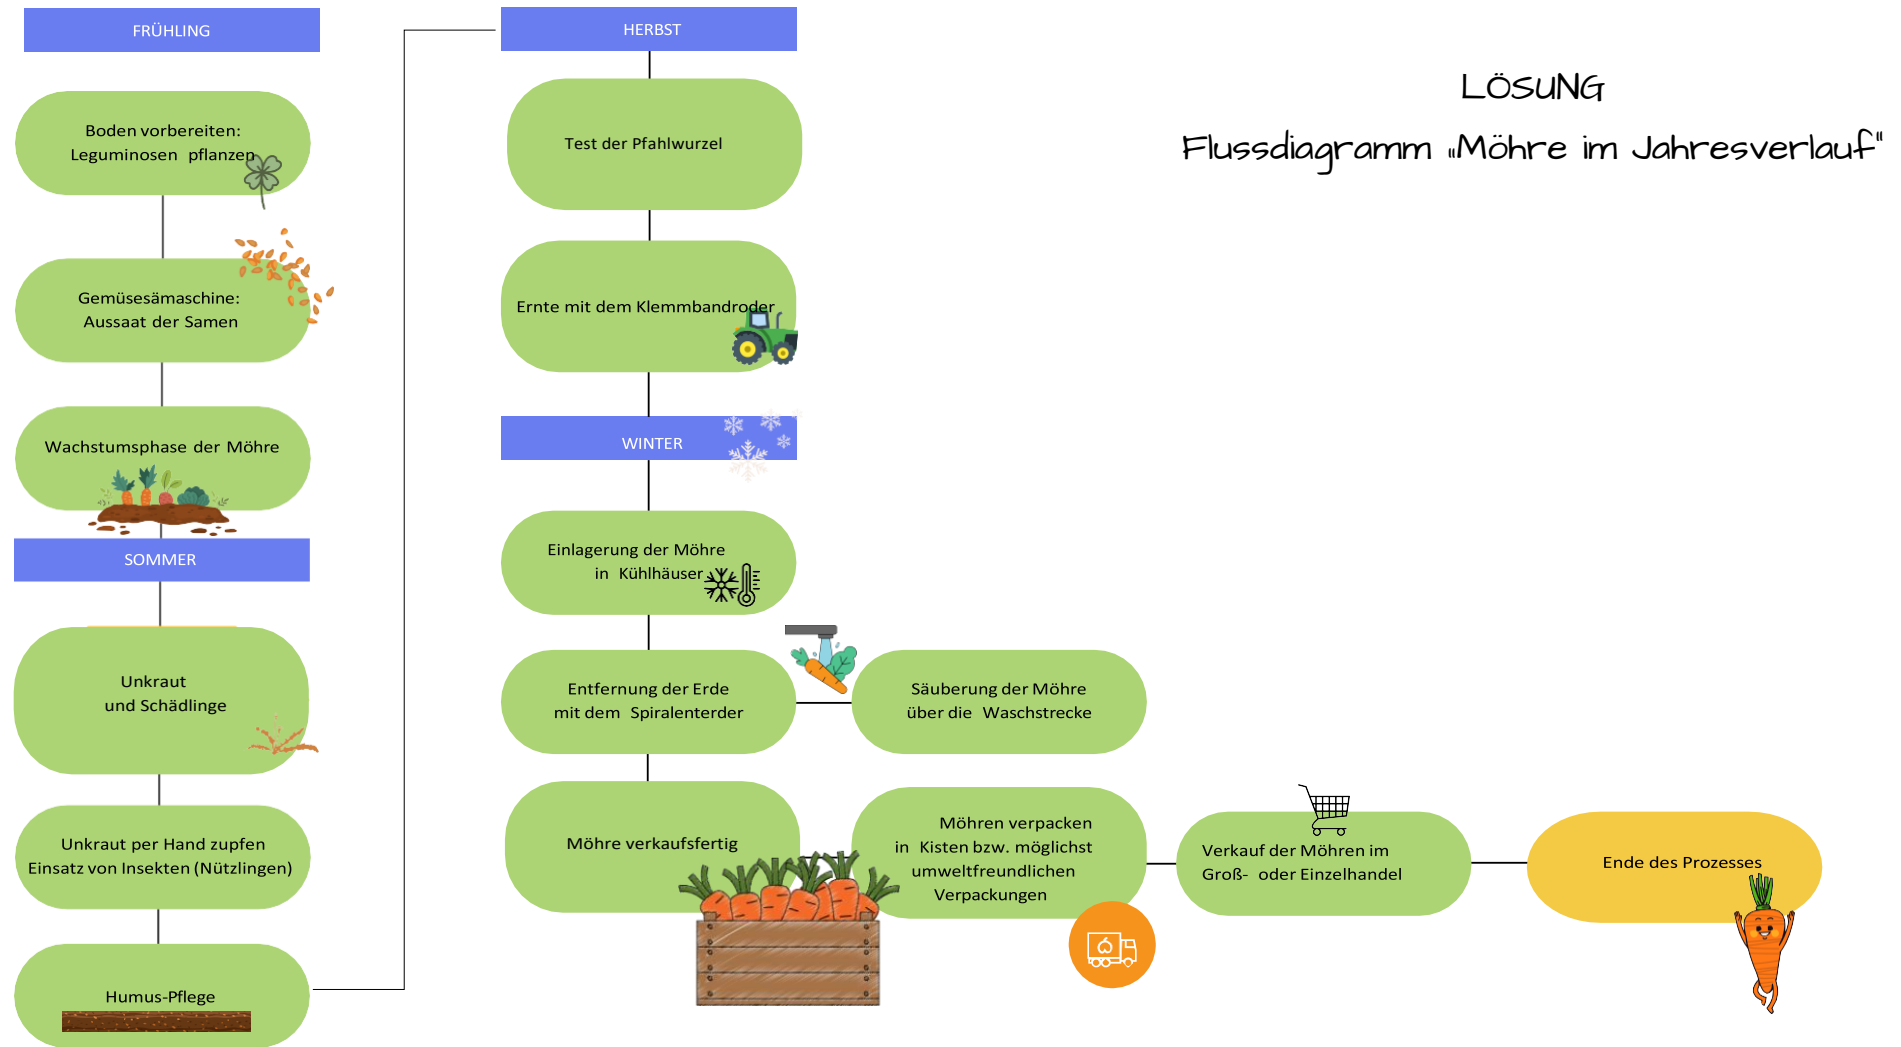 FRÜHLING
Boden vorbereiten:
Leguminosen pflanzen
Gemüsesämaschine:
Aussaat der Samen
Wachstumsphase der Möhre
SOMMER
Unkraut
und Schädlinge
Unkraut per Hand zupfen
Einsatz von Insekten (Nützlingen)
Humus-Pflege
HERBST
Test der Pfahlwurzel
Ernte mit dem Klemmbandroder
WINTER
Einlagerung der Möhre
in Kühlhäuser
Entfernung der Erde
mit dem Spiralenterder
Säuberung der Möhre
über die Waschstrecke
Möhre verkaufsfertig
Möhren verpacken
in Kisten bzw. möglichst
umweltfreundlichen
Verpackungen
Verkauf der Möhren im
Groß- oder Einzelhandel
Ende des Prozesses
LÖSUNG
Flussdiagramm „Möhre im Jahresverlauf"